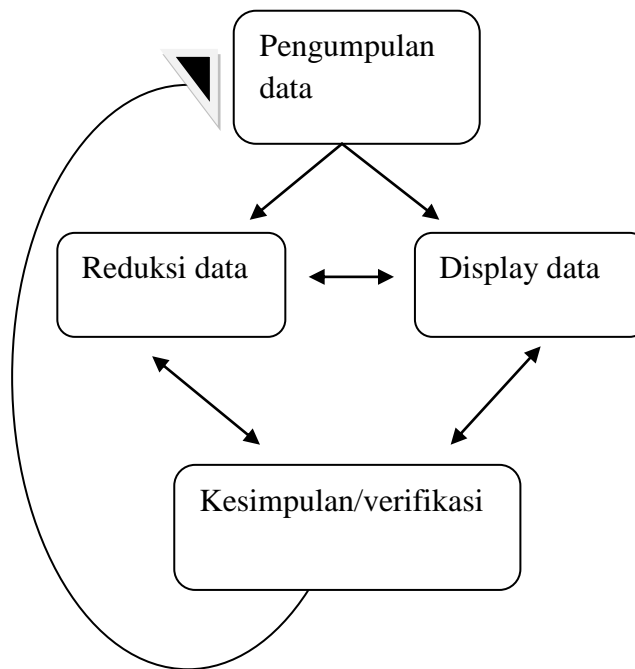 Pengumpulan
data
Reduksi data
Display data
Kesimpulan/verifikasi